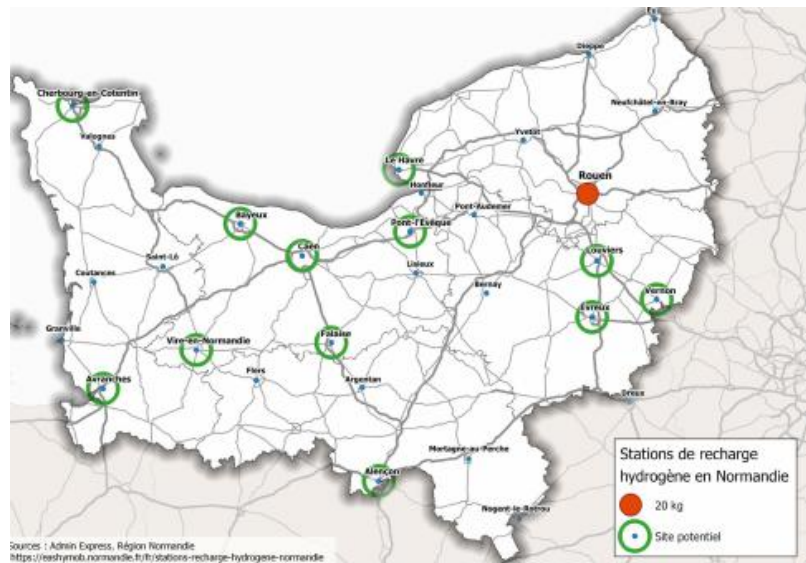 Dieppe
Cherbourg-en-Cotentin
Neufchâtel-en-Bray
Valognes
Yvetot
Le Havre
Rouen
Honfleur
Bayeux
Pont-l'Evêque
Pont-Audemer
Caen
Louviers
Saint-Lô
Lisieux
Coutances
Bernay
Vernon
Evreux
Granville
Vire-en-Normandie
Falaise
Flers
Argentan
Avranches
Dreux
Mortagne-au-Perche
Alençon
Nogent-le-Rotrou
Stations de recharge
hydrogène en Normandie
20 kg
Site potentiel
Sources : Admin Express, Région Normandie
https://eashymob.normandie.fr/fr/stations-recharge-hydrogene-normandie